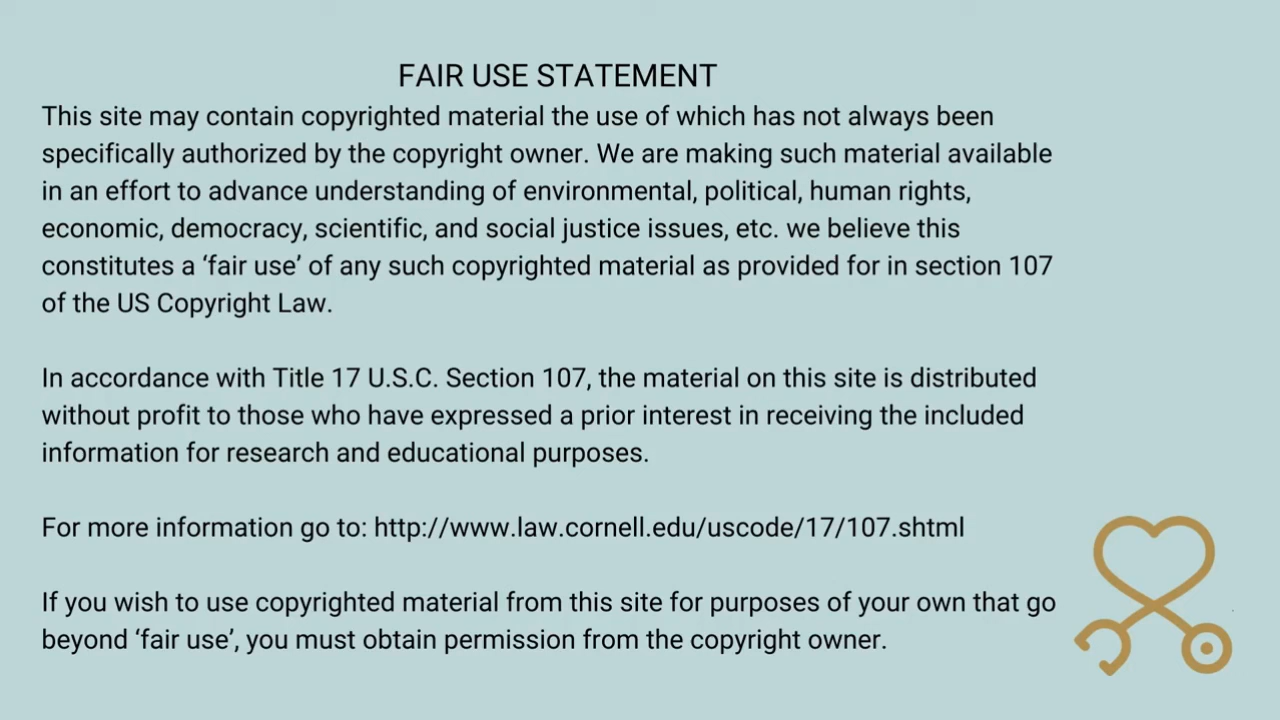 FAIR USE STATEMENT
This site may contain copyrighted material the use of which has not always been
specifically authorized by the copyright owner. We are making such material available
in an effort to advance understanding of environmental, political, human rights,
economic, democracy, scientific, and social justice issues, etc. we believe this
constitutes a ‘fair use’ of any such copyrighted material as provided for in section 107
of the US Copyright Law.
In accordance with Title 17 U.S.C. Section 107, the material on this site is distributed
without profit to those who have expressed a prior interest in receiving the included
information for research and educational purposes.
For more information go to: http://www.law.cornell.edu/uscode/17/107.shtml
If you wish to use copyrighted material from this site for purposes of your own that go
beyond ‘fair use’, you must obtain permission from the copyright owner.